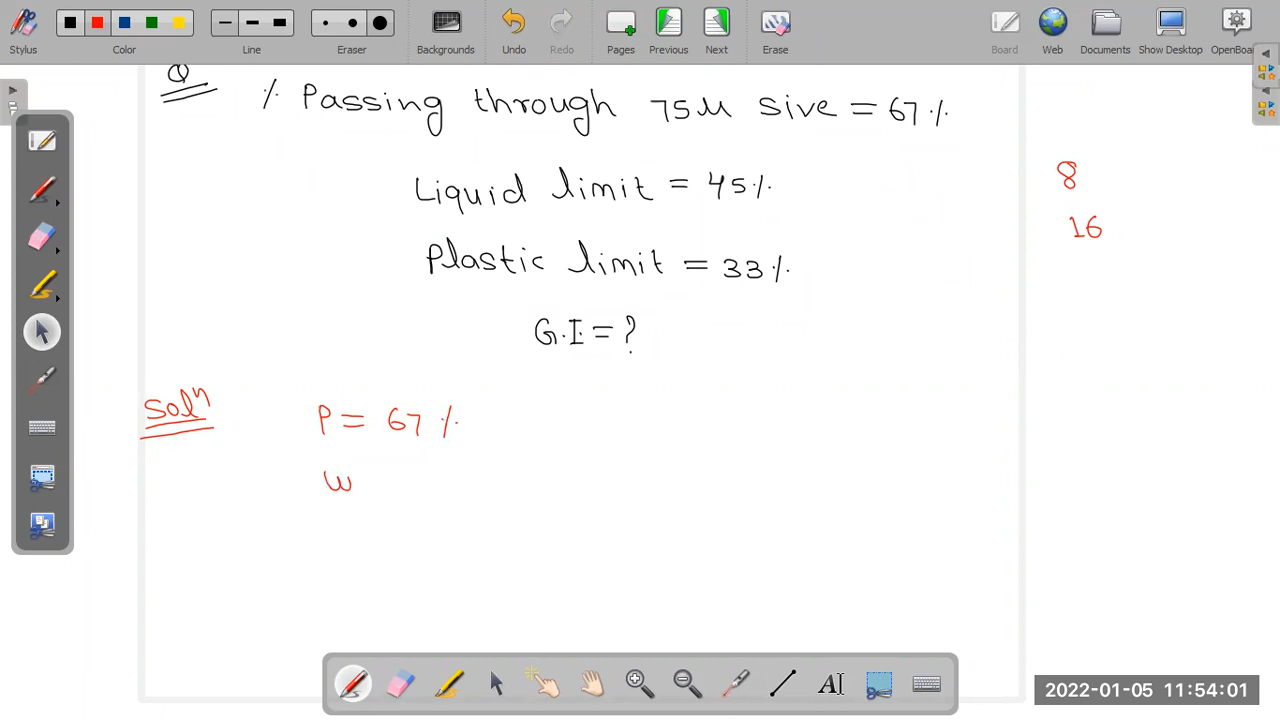 Stylus
Color
Line
Eraser
Backgrounds
Undo
Redo
Pages
Previous
Next
Erase
Board
Web
Documents
Show Desktop
OpenBoard
Q
% Passing through 75μ sive = 67%
Liquid limit = 45%
Plastic limit = 33%
G.I = ?
8
16
Solⁿ
P = 67 %
W
2022-01-05 11:54:01